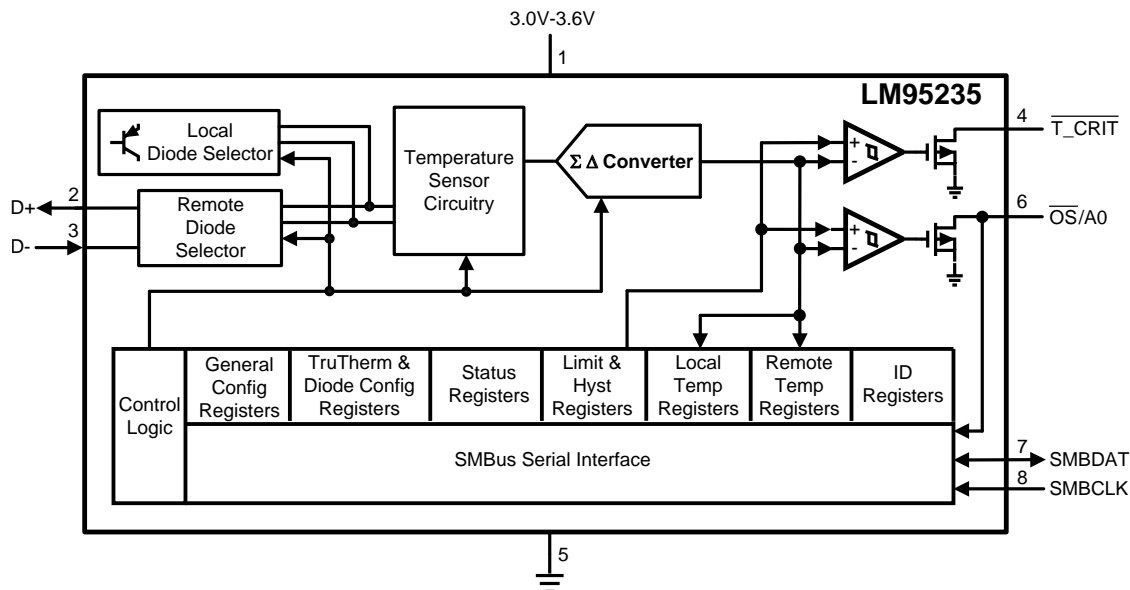 3.0V-3.6V
1
LM95235
4
T_CRIT
Local
Diode Selector
Temperature
Sensor
Circuitry
Σ Δ Converter
+
-
2
D+
3
D-
Remote
Diode
Selector
+
-
6
OS/A0
Control
Logic
General
Config
Registers
TruTherm &
Diode Config
Registers
Status
Registers
Limit &
Hyst
Registers
Local
Temp
Registers
Remote
Temp
Registers
ID
Registers
SMBus Serial Interface
7
SMBDAT
8
SMBCLK
5